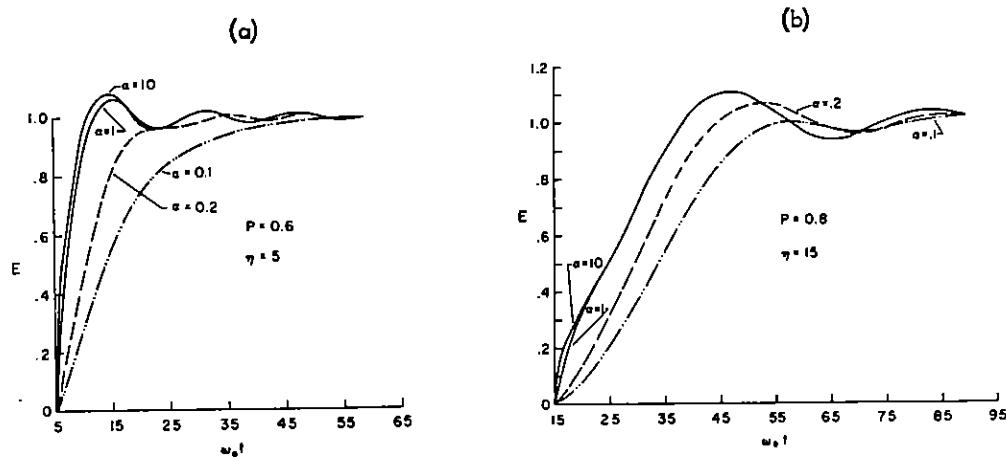 (a)
α = 10
1.0
α = 1
.8
α = 0.1
α = 0.2
.6
P = 0.6
E
η = 5
.4
.2
0
5 15 25 35 45 55 65
ω₀ t
(b)
1.2
1.0
α = .2
α = .1
.8
E
.6
P = 0.8
α = 10
η = 15
.4
α = 1
.2
0
15 25 35 45 55 65 75 85 95
ω₀ t